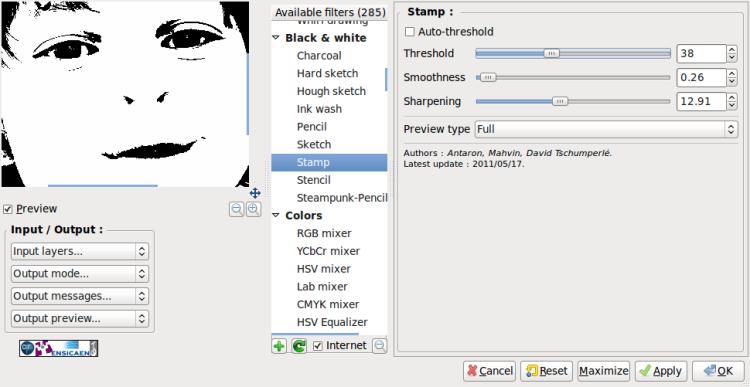 Preview
Input / Output :
Input layers...
Output mode...
Output messages...
Output preview...
ENSICAEN
Available filters (285)
Whirl drawing
Black & white
Charcoal
Hard sketch
Hough sketch
Ink wash
Pencil
Sketch
Stamp
Stencil
Steampunk-Pencil
Colors
RGB mixer
YCbCr mixer
HSV mixer
Lab mixer
CMYK mixer
HSV Equalizer
Internet
Stamp :
Auto-threshold
Threshold 38
Smoothness 0.26
Sharpening 12.91
Preview type Full
Authors : Antaron, Mahvin, David Tschumperlé.
Latest update : 2011/05/17.
Cancel Reset Maximize Apply OK